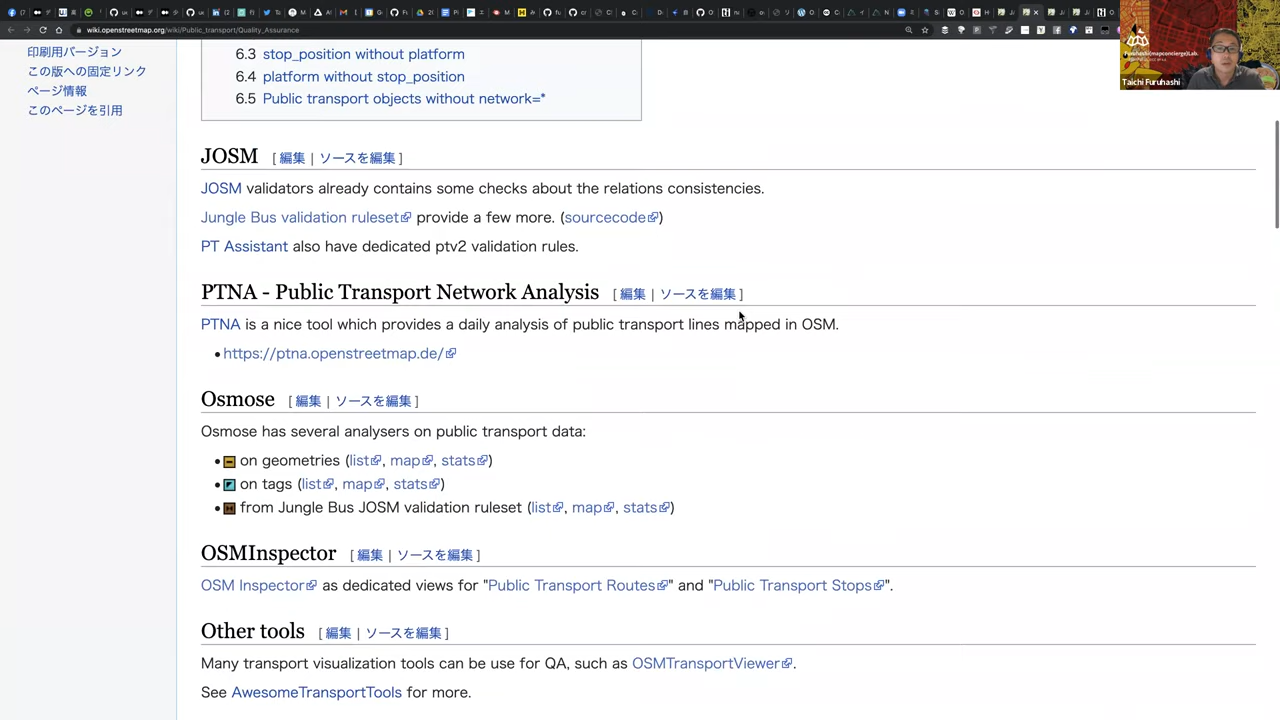 wiki.openstreetmap.org/wiki/Public_transport/Quality_Assurance
Taichi Furuhashi
印刷用バージョン
この版への固定リンク
ページ情報
このページを引用
6.3 stop_position without platform
6.4 platform without stop_position
6.5 Public transport objects without network=*
JOSM [ 編集 | ソースを編集 ]
JOSM validators already contains some checks about the relations consistencies.
Jungle Bus validation ruleset provide a few more. (sourcecode)
PT Assistant also have dedicated ptv2 validation rules.
PTNA - Public Transport Network Analysis [ 編集 | ソースを編集 ]
PTNA is a nice tool which provides a daily analysis of public transport lines mapped in OSM.
• https://ptna.openstreetmap.de/
Osmose [ 編集 | ソースを編集 ]
Osmose has several analysers on public transport data:
• on geometries (list, map, stats)
• on tags (list, map, stats)
• from Jungle Bus JOSM validation ruleset (list, map, stats)
OSMInspector [ 編集 | ソースを編集 ]
OSM Inspector as dedicated views for "Public Transport Routes" and "Public Transport Stops".
Other tools [ 編集 | ソースを編集 ]
Many transport visualization tools can be use for QA, such as OSMTransportViewer.
See AwesomeTransportTools for more.